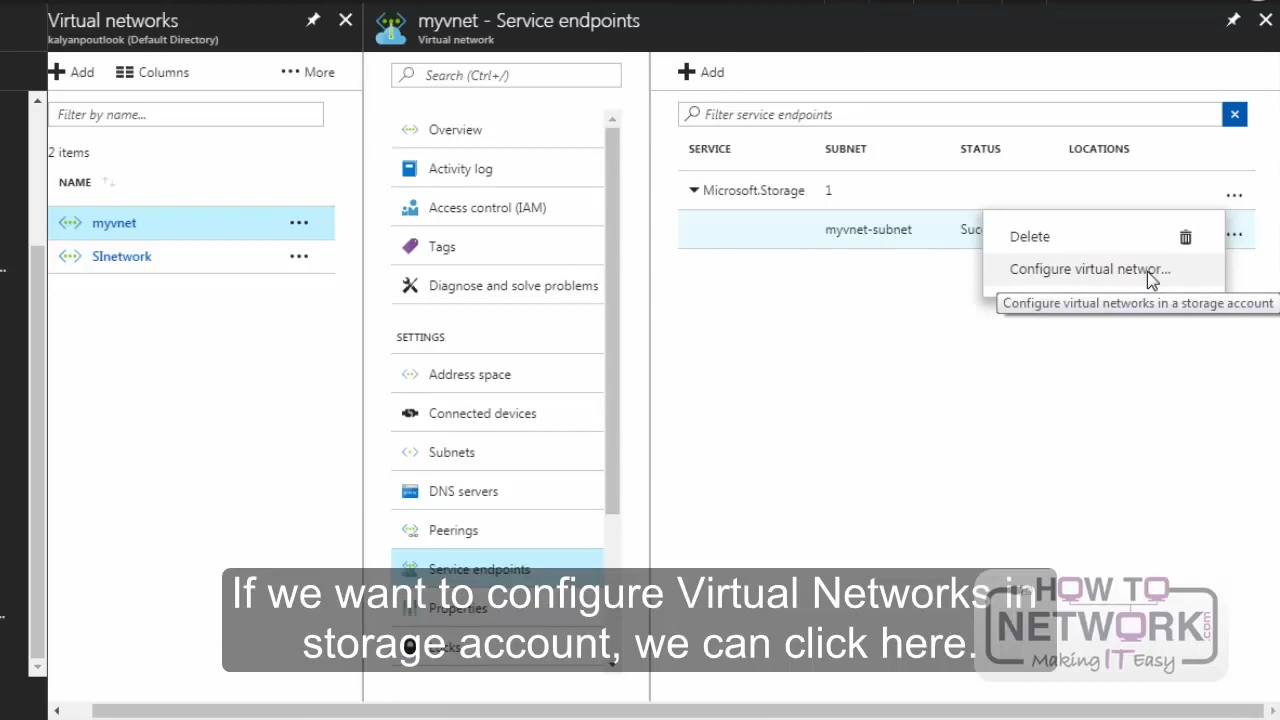 Virtual networks
kalyanpoutlook (Default Directory)
Add
Columns
More
Filter by name...
2 items
NAME
myvnet
SInetwork
myvnet - Service endpoints
Virtual network
Search (Ctrl+/)
Overview
Activity log
Access control (IAM)
Tags
Diagnose and solve problems
SETTINGS
Address space
Connected devices
Subnets
DNS servers
Peerings
Service endpoints
Properties
Add
Filter service endpoints
SERVICE SUBNET STATUS LOCATIONS
Microsoft.Storage 1
myvnet-subnet Suc
Delete
Configure virtual networ...
Configure virtual networks in a storage account
If we want to configure Virtual Networks in
storage account, we can click here.
HOW TO
NETWORK.com
Making IT Easy